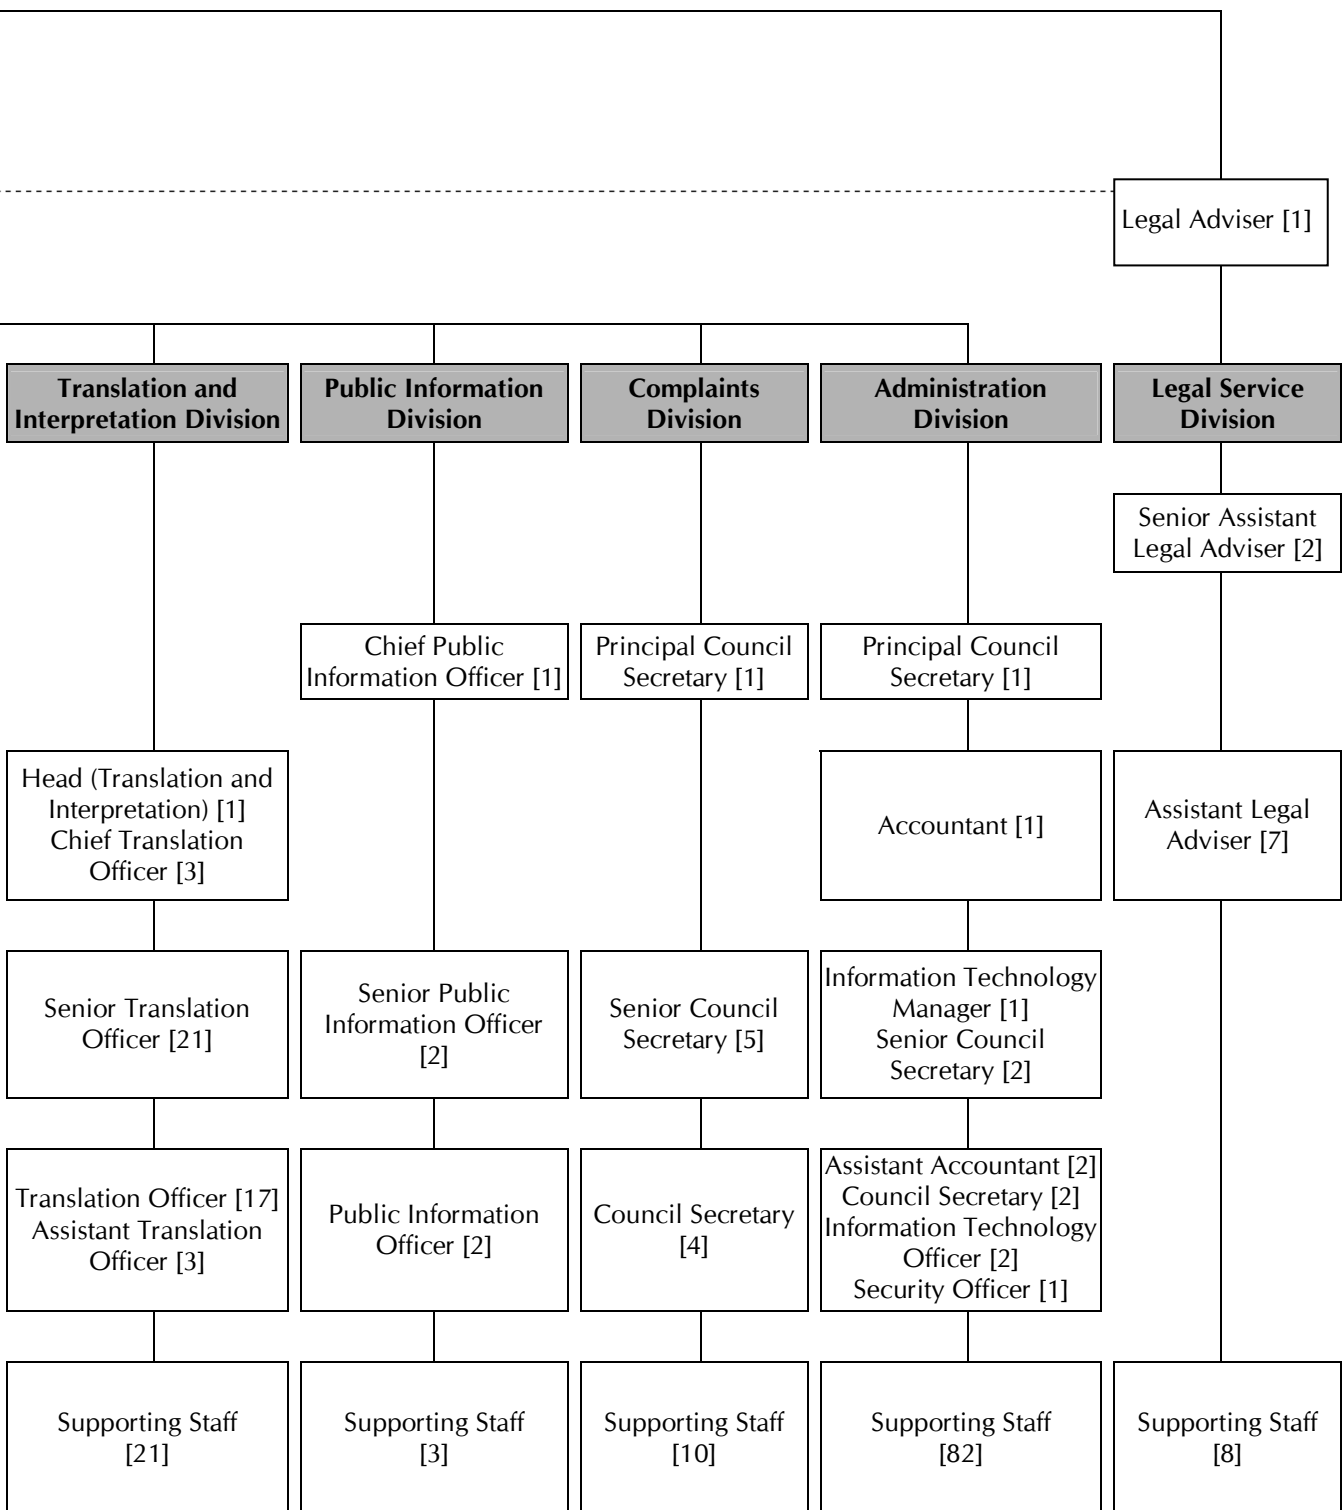 Legal Adviser [1]
Translation and
Interpretation Division
Public Information
Division
Complaints
Division
Administration
Division
Legal Service
Division
Senior Assistant
Legal Adviser [2]
Chief Public
Information Officer [1]
Principal Council
Secretary [1]
Principal Council
Secretary [1]
Head (Translation and
Interpretation) [1]
Chief Translation
Officer [3]
Accountant [1]
Assistant Legal
Adviser [7]
Senior Translation
Officer [21]
Senior Public
Information Officer
[2]
Senior Council
Secretary [5]
Information Technology
Manager [1]
Senior Council
Secretary [2]
Translation Officer [17]
Assistant Translation
Officer [3]
Public Information
Officer [2]
Council Secretary
[4]
Assistant Accountant [2]
Council Secretary [2]
Information Technology
Officer [2]
Security Officer [1]
Supporting Staff
[21]
Supporting Staff
[3]
Supporting Staff
[10]
Supporting Staff
[82]
Supporting Staff
[8]